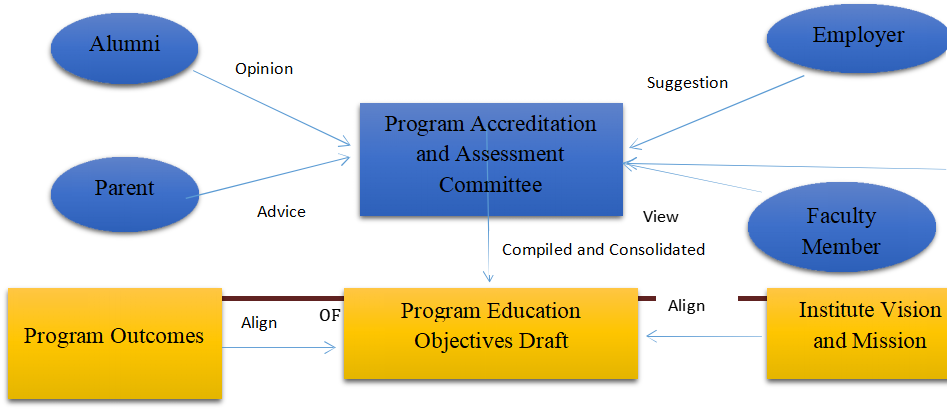 Alumni
Employer
Opinion
Suggestion
Program Accreditation
and Assessment
Committee
Parent
Advice
View
Faculty
Member
Compiled and Consolidated
Program Outcomes
Align
OF
Program Education
Objectives Draft
Align
Institute Vision
and Mission